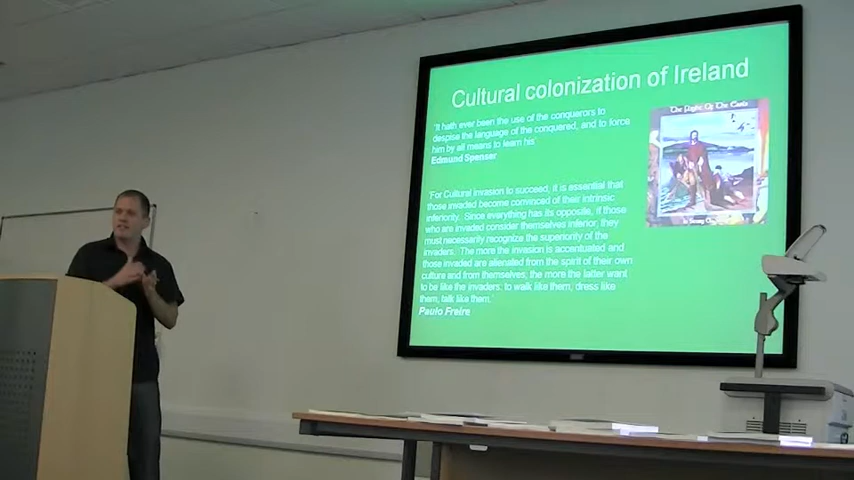 Cultural colonization of Ireland
'It hath ever been the use of the conquerors to
despise the language of the conquered, and to force
him by all means to learn his'
Edmund Spenser
'For Cultural invasion to succeed, it is essential that
those invaded become convinced of their intrinsic
inferiority. Since everything has its opposite, if those
who are invaded consider themselves inferior, they
must necessarily recognize the superiority of the
invaders. The more the invasion is accentuated and
those invaded are alienated from the spirit of their own
culture and from themselves, the more the latter want
to be like the invaders: to walk like them, dress like
them, talk like them.'
Paulo Freire
The Flight Of The Earls